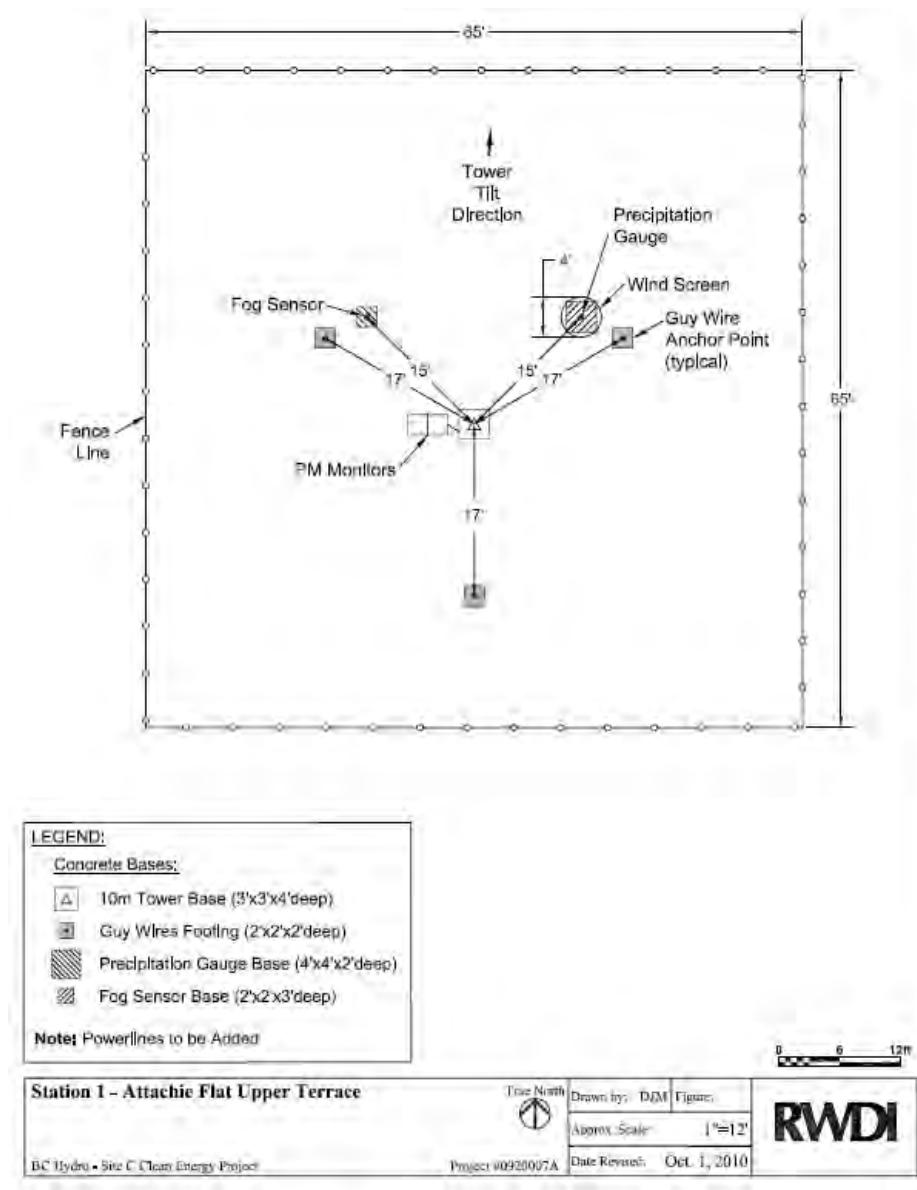 65'
Tower
Tilt
Direction
Precipitation
Gauge
4'
Wind Screen
Fog Sensor
Guy Wire
Anchor Point
(typical)
15'
15'
17'
17'
65'
Fence
Line
PM Monitors
17'
LEGEND:
Concrete Bases:
10m Tower Base (3'x3'x4'deep)
Guy Wires Footing (2'x2'x2'deep)
Precipitation Gauge Base (4'x4'x2'deep)
Fog Sensor Base (2'x2'x3'deep)
Note: Powerlines to be Added
0 6 12ft
Station 1 - Attachie Flat Upper Terrace
True North
Drawn by: DJM
Figure:
Approx. Scale: 1"=12'
RWDI
BC Hydro - Site C Clean Energy Project
Project #0920007A
Date Revised: Oct. 1, 2010